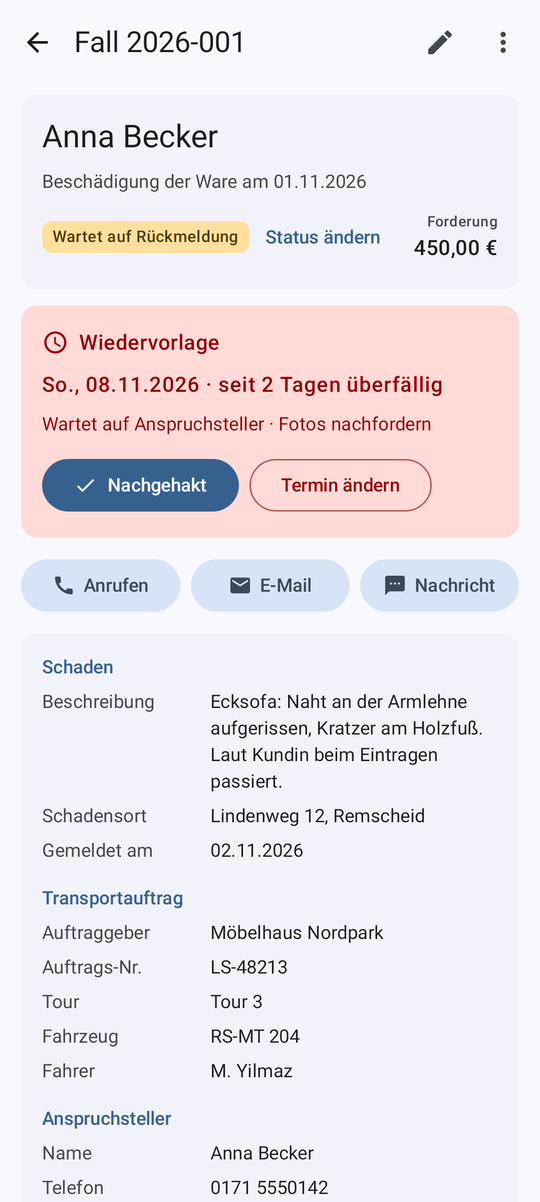 Fall 2026-001
Anna Becker
Beschädigung der Ware am 01.11.2026
Wartet auf Rückmeldung
Status ändern
Forderung
450,00 €
Wiedervorlage
So., 08.11.2026 · seit 2 Tagen überfällig
Wartet auf Anspruchsteller · Fotos nachfordern
Nachgehakt
Termin ändern
Anrufen
E-Mail
Nachricht
Schaden
Beschreibung
Ecksofa: Naht an der Armlehne
aufgerissen, Kratzer am Holzfuß.
Laut Kundin beim Eintragen
passiert.
Schadensort
Lindenweg 12, Remscheid
Gemeldet am
02.11.2026
Transportauftrag
Auftraggeber
Möbelhaus Nordpark
Auftrags-Nr.
LS-48213
Tour
Tour 3
Fahrzeug
RS-MT 204
Fahrer
M. Yilmaz
Anspruchsteller
Name
Anna Becker
Telefon
0171 5550142